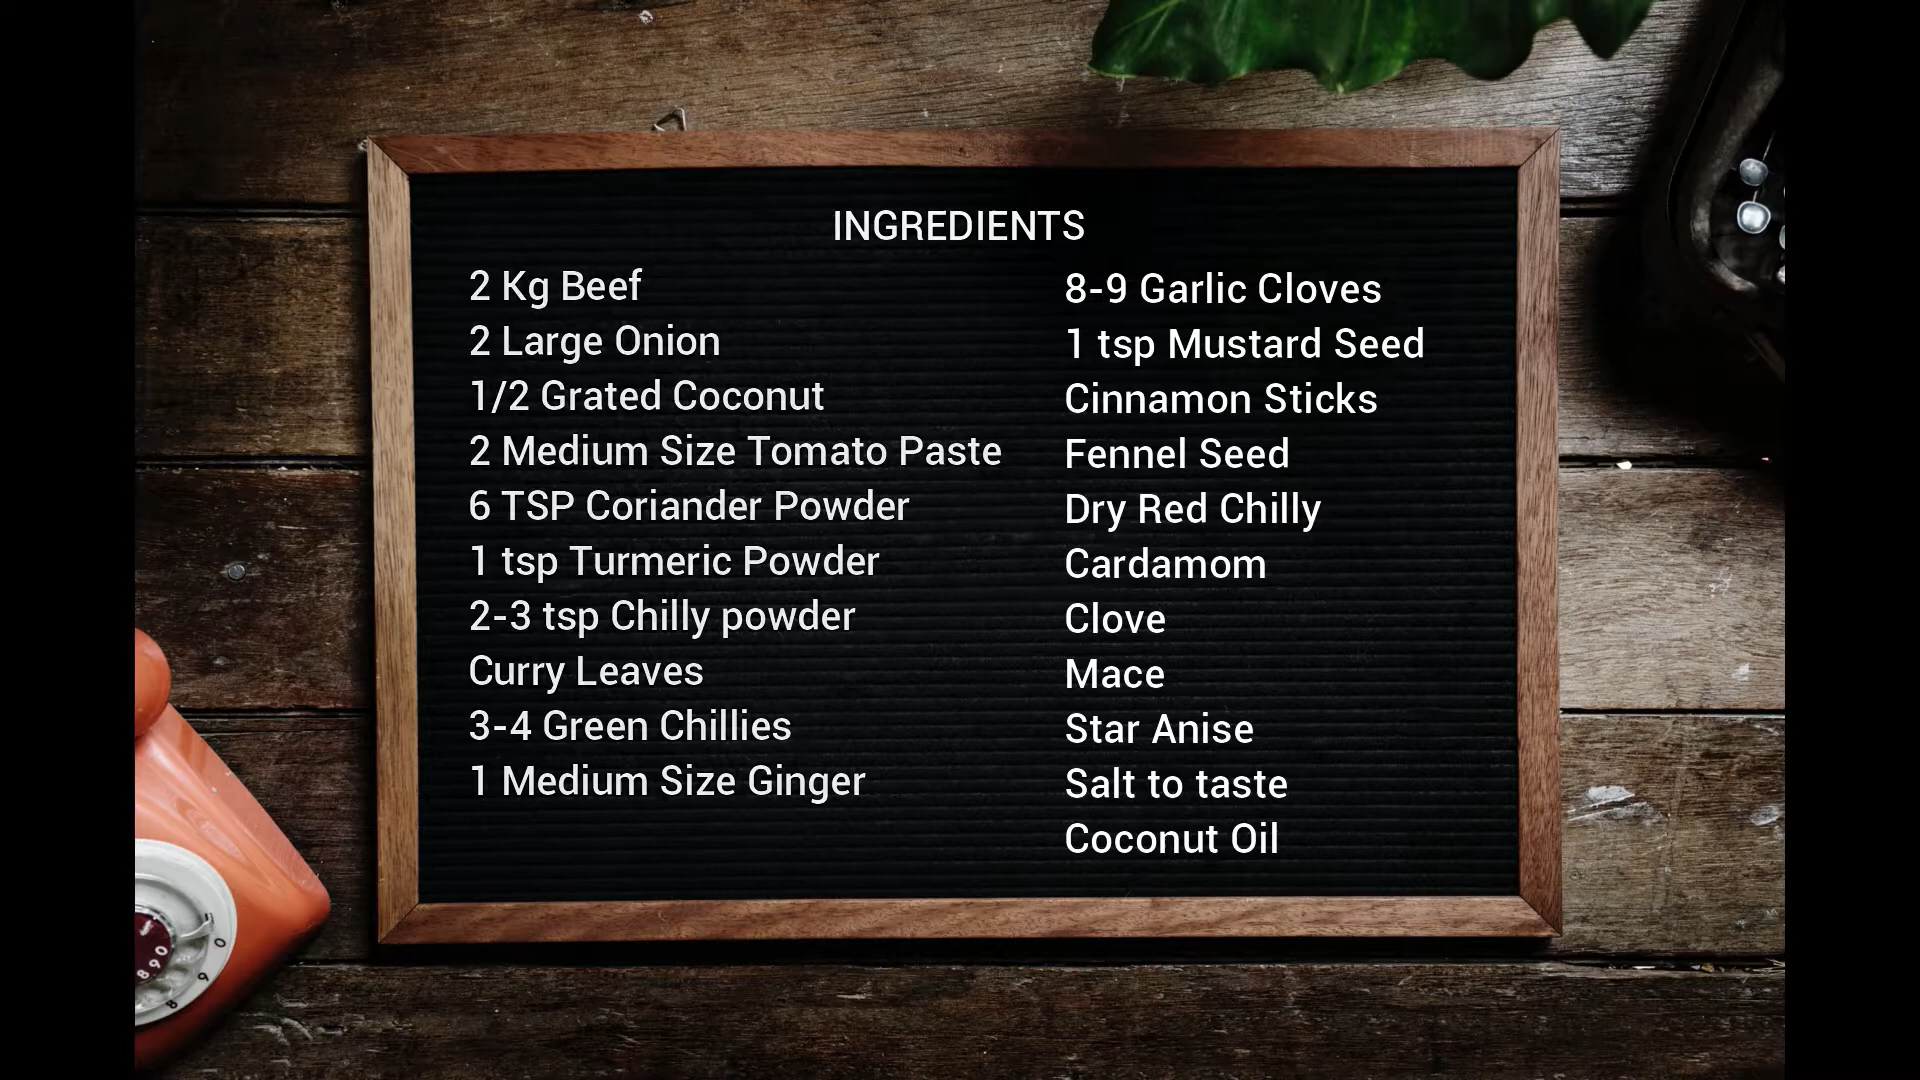 INGREDIENTS
2 Kg Beef
2 Large Onion
1/2 Grated Coconut
2 Medium Size Tomato Paste
6 TSP Coriander Powder
1 tsp Turmeric Powder
2-3 tsp Chilly powder
Curry Leaves
3-4 Green Chillies
1 Medium Size Ginger
8-9 Garlic Cloves
1 tsp Mustard Seed
Cinnamon Sticks
Fennel Seed
Dry Red Chilly
Cardamom
Clove
Mace
Star Anise
Salt to taste
Coconut Oil